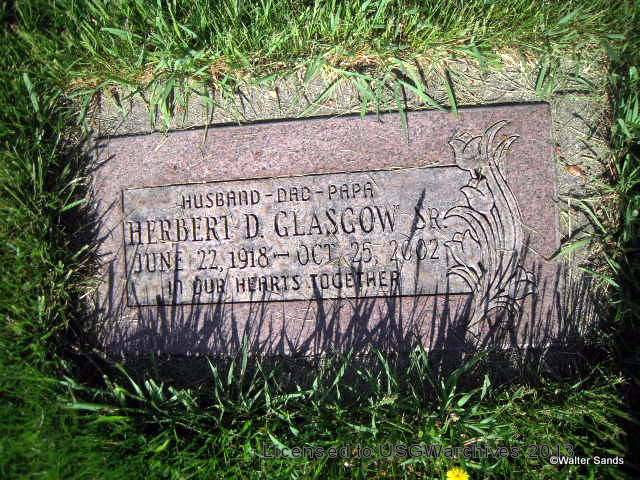 HUSBAND - DAD - PAPA
HERBERT D. GLASGOW SR.
JUNE 22, 1918 - OCT. 25, 2002
IN OUR HEARTS TOGETHER
Licensed to USGWarchives 2013
©Walter Sands